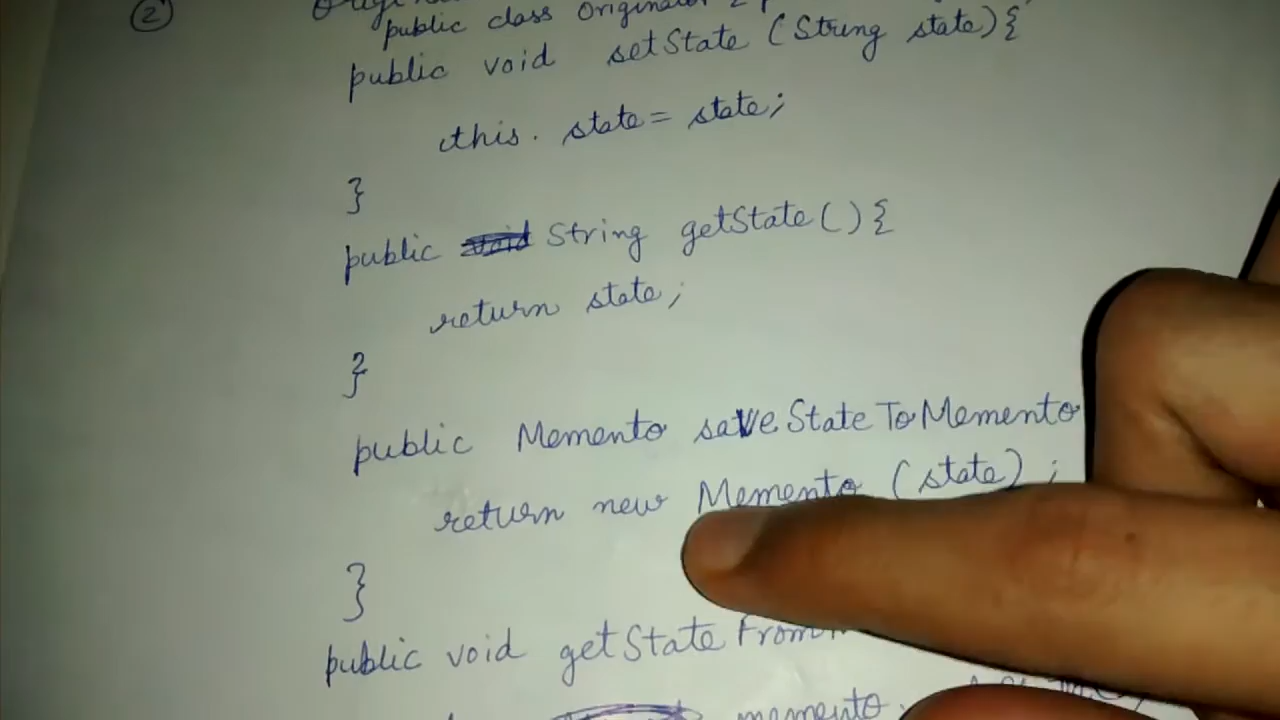 ②
public class Originator {
public void setState (String state){
this. state = state;
}
public String getState(){
return state;
}
public Memento saveStateToMemento
return new Memento (state);
}
public void getStateFrom
memento.